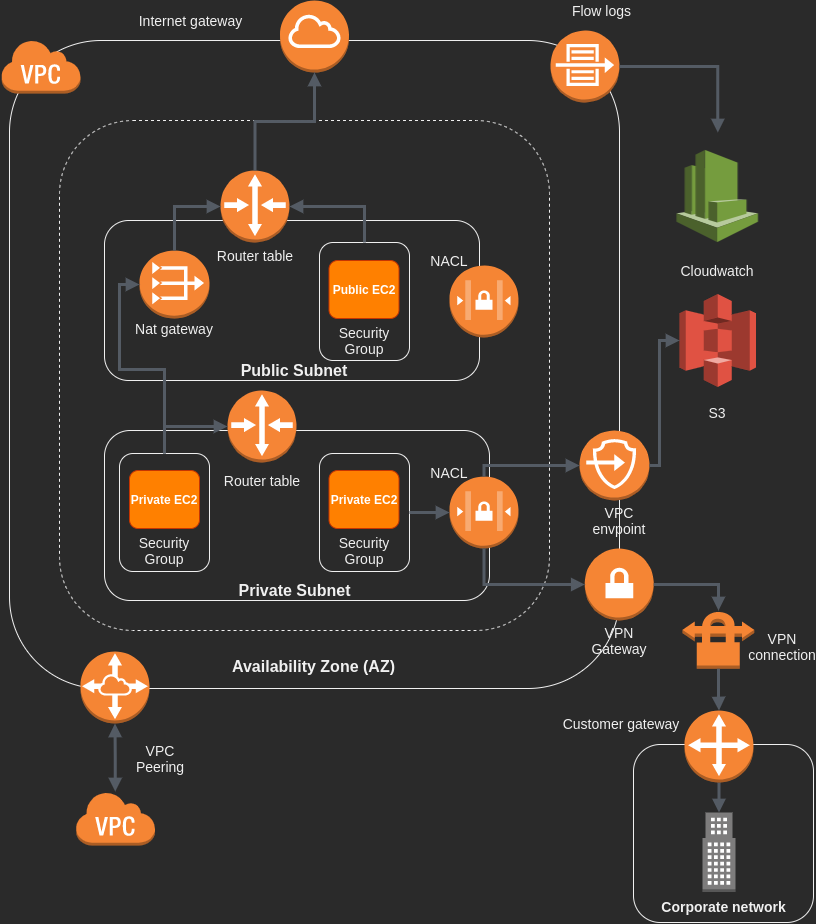 Flow logs
Internet gateway
VPC
Router table
NACL
Public EC2
Cloudwatch
Nat gateway
Security
Group
Public Subnet
S3
Router table
NACL
Private EC2
Private EC2
VPC
envpoint
Security
Group
Security
Group
Private Subnet
VPN
Gateway
VPN
connection
Availability Zone (AZ)
Customer gateway
VPC
Peering
VPC
Corporate network